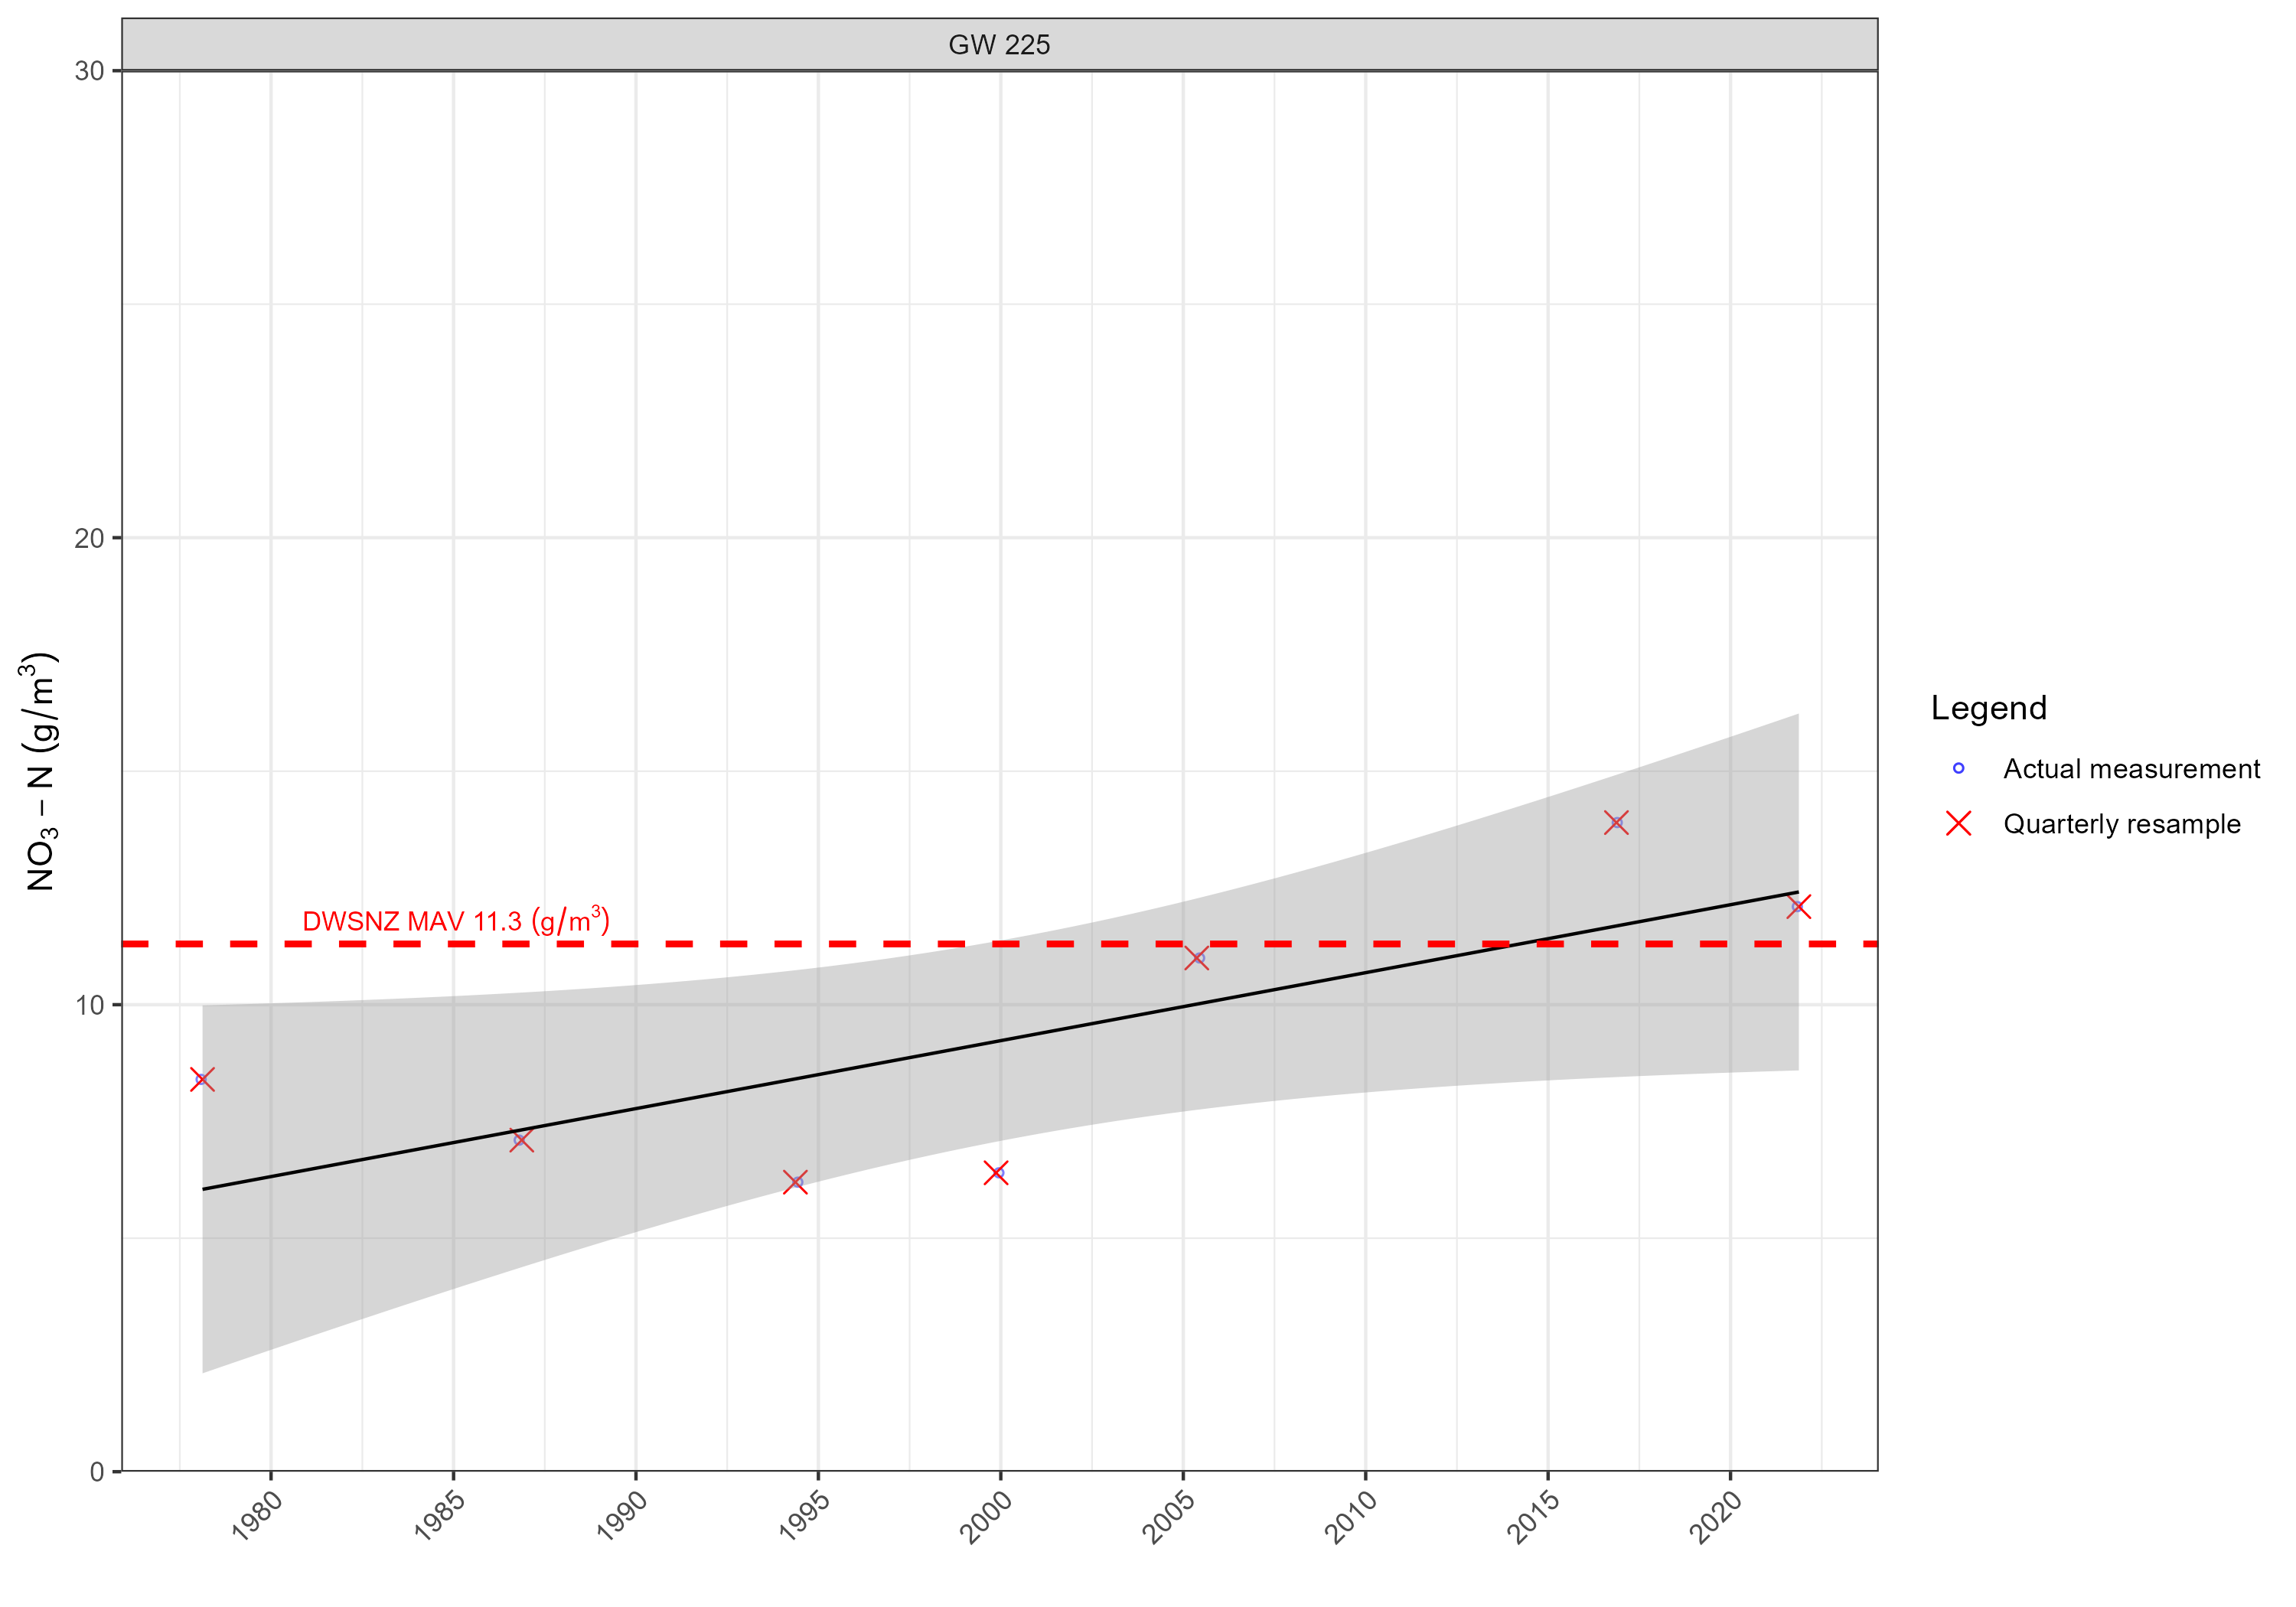 GW 225
30
20
10
0
NO₃ – N (g/m³)
DWSNZ MAV 11.3 (g/m³)
1980
1985
1990
1995
2000
2005
2010
2015
2020
Legend
Actual measurement
Quarterly resample